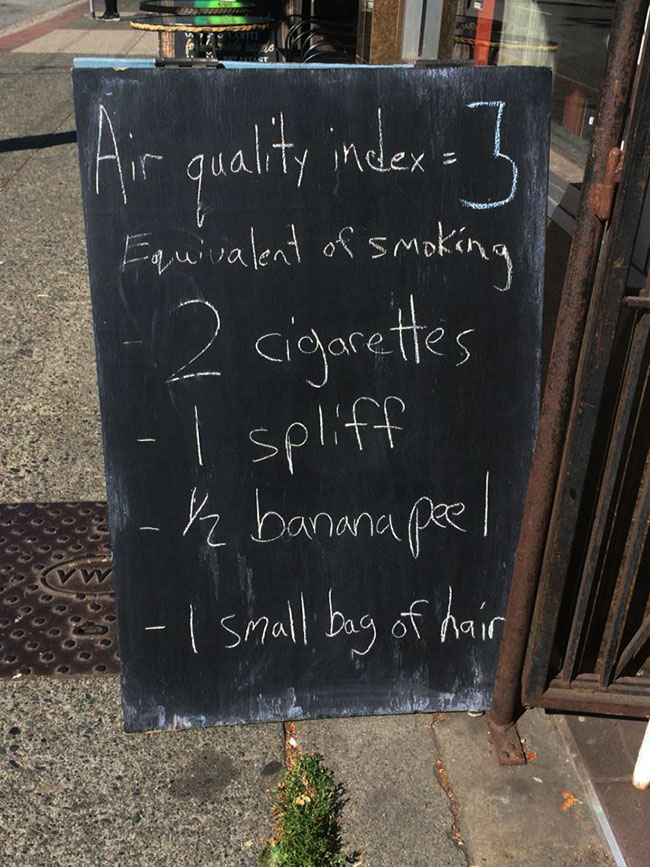 Air quality index = 3
Equivalent of smoking
- 2 cigarettes
- 1 spliff
- 1/2 banana peel
- 1 small bag of hair
VW